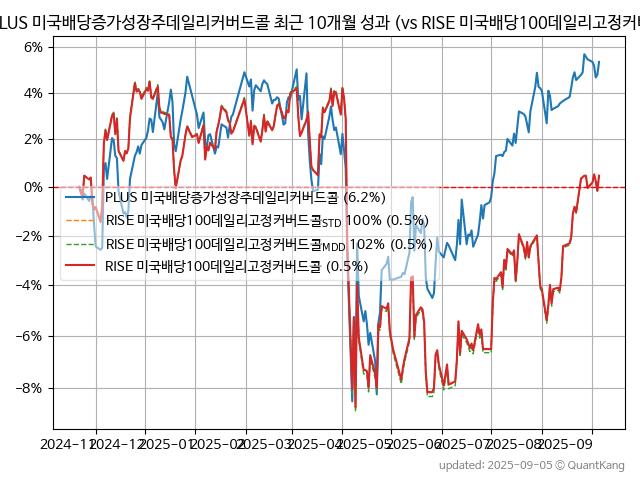 PLUS 미국배당증가성장주데일리커버드콜 최근 10개월 성과 (vs RISE 미국배당100데일리고정커버
6%
4%
2%
0%
−2%
−4%
−6%
−8%
PLUS 미국배당증가성장주데일리커버드콜 (6.2%)
RISE 미국배당100데일리고정커버드콜STD 100% (0.5%)
RISE 미국배당100데일리고정커버드콜MDD 102% (0.5%)
RISE 미국배당100데일리고정커버드콜 (0.5%)
2024-11 2024-12 2025-01 2025-02 2025-03 2025-04 2025-05 2025-06 2025-07 2025-08 2025-09
updated: 2025-09-05 © QuantKang